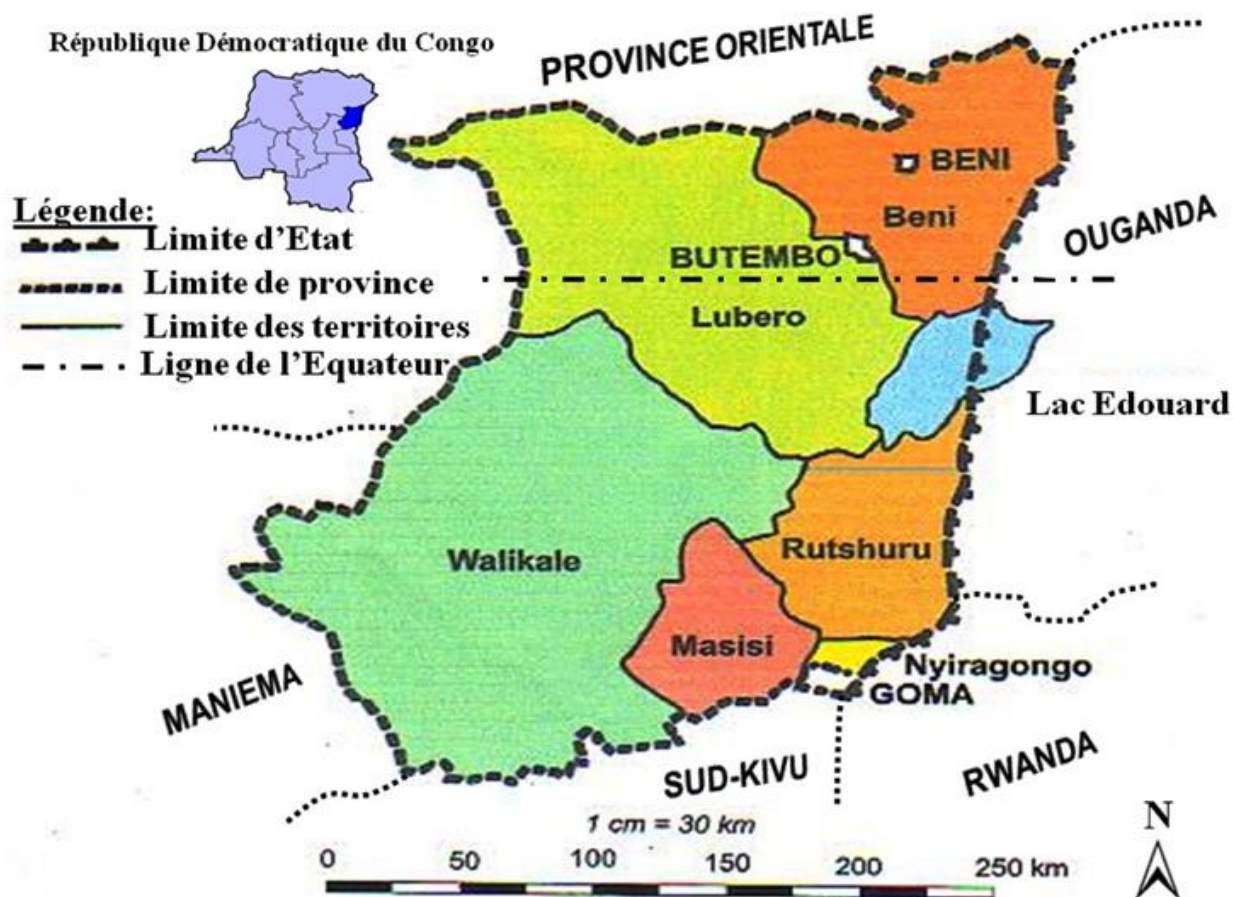 République Démocratique du Congo
PROVINCE ORIENTALE
Légende:
Limite d'Etat
Limite de province
Limite des territoires
Ligne de l'Equateur
BENI
Beni
OUGANDA
BUTEMBO
Lubero
Lac Edouard
Walikale
Rutshuru
Masisi
Nyiragongo
GOMA
MANIEMA
SUD-KIVU
RWANDA
1 cm = 30 km
0 50 100 150 200 250 km
N